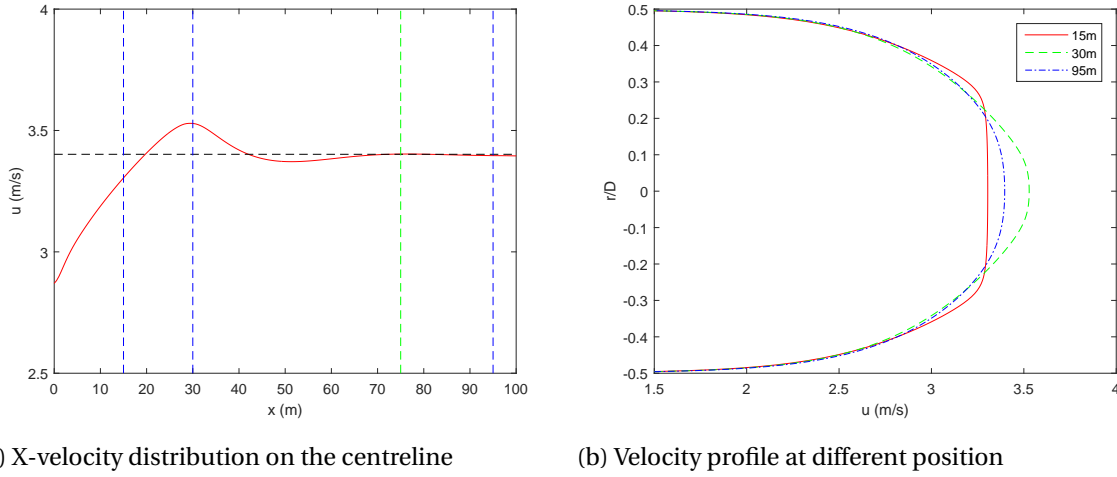 4
3.5
3
2.5
u (m/s)
0 10 20 30 40 50 60 70 80 90 100
x (m)
0.5
0.4
0.3
0.2
0.1
0
-0.1
-0.2
-0.3
-0.4
-0.5
r/D
1.5 2 2.5 3 3.5 4
u (m/s)
15m
30m
95m
) X-velocity distribution on the centreline
(b) Velocity profile at different position